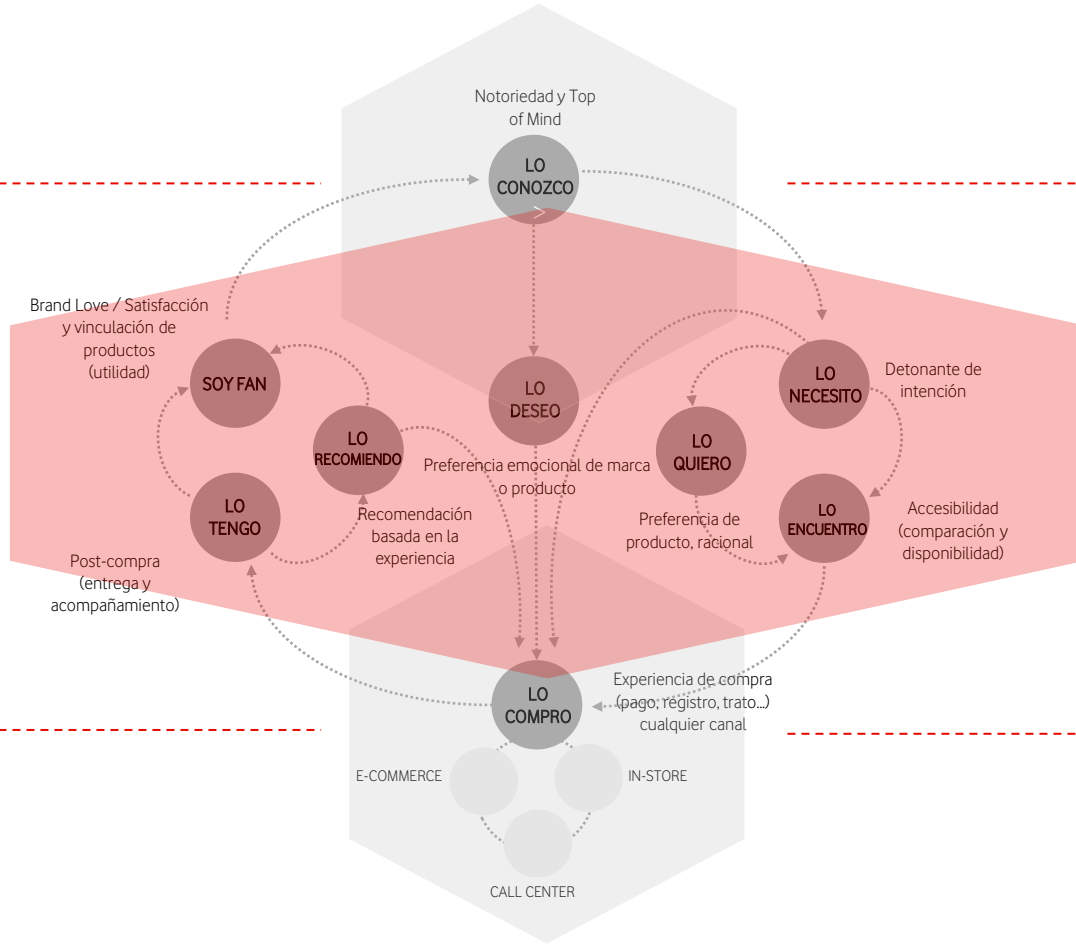 Notoriedad y Top
of Mind
LO
CONOZCO
>
Brand Love / Satisfacción
y vinculación de
productos
(utilidad)
SOY FAN
LO
RECOMIENDO
LO
TENGO
Recomendación
basada en la
experiencia
Post-compra
(entrega y
acompañamiento)
LO
DESEO
Preferencia emocional de marca
o producto
LO
NECESITO
Detonante de
intención
LO
QUIERO
Preferencia de
producto, racional
LO
ENCUENTRO
Accesibilidad
(comparación y
disponibilidad)
LO
COMPRO
Experiencia de compra
(pago, registro, trato...)
cualquier canal
E-COMMERCE
IN-STORE
CALL CENTER